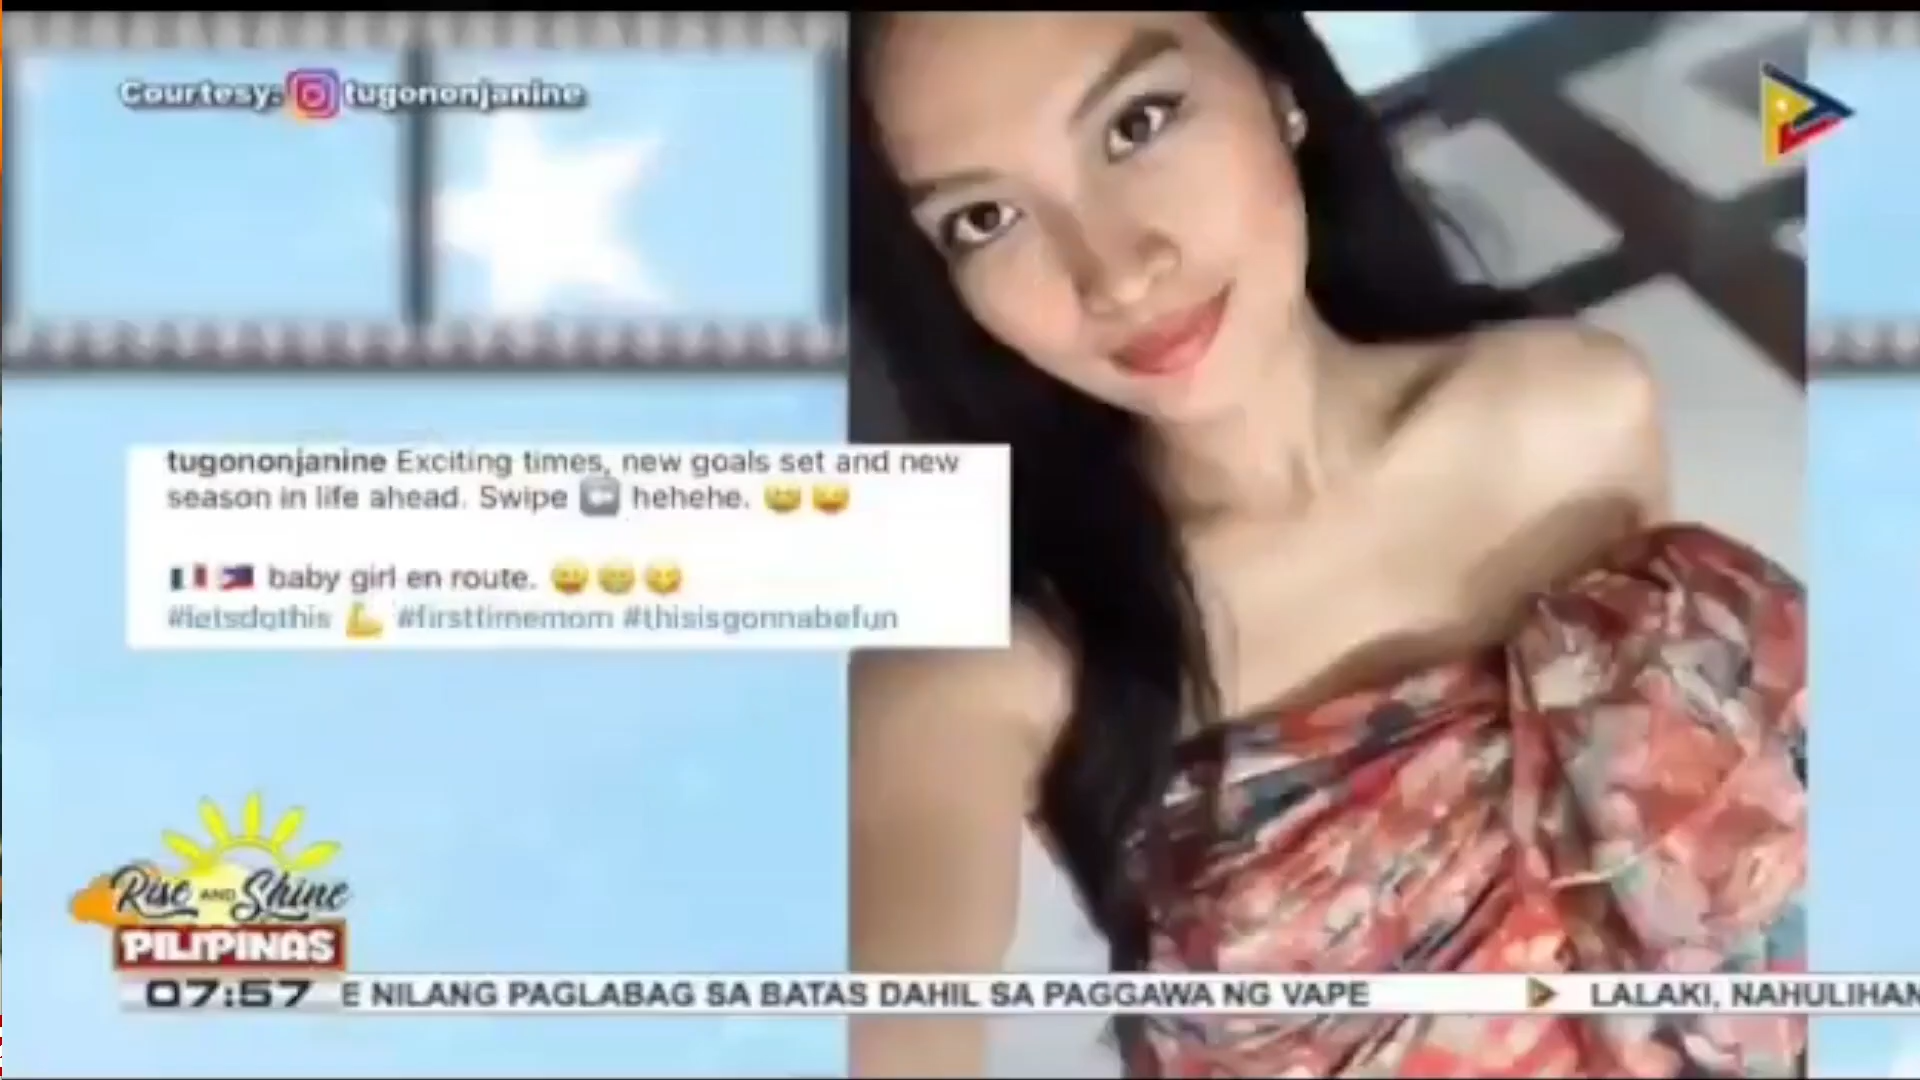 Courtesy: tugononjanine
tugononjanine Exciting times, new goals set and new
season in life ahead. Swipe ⬅️ hehehe. 😅😄
🇮🇹🇵🇭 baby girl en route. 😄😅😋
#letsdothis 💪 #firsttimemom #thisisgonnabefun
Rise AND Shine
PILIPINAS
07:57 E NILANG PAGLABAG SA BATAS DAHIL SA PAGGAWA NG VAPE LALAKI, NAHULIHAN